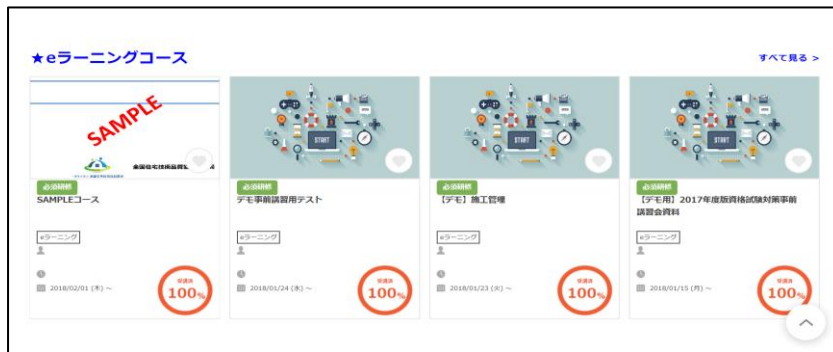 ★eラーニングコース
すべて見る >
SAMPLE
必須研修
SAMPLEコース
eラーニング
2018/02/01 (木) ～
受講済
100%
START
必須研修
デモ事前講習用テスト
eラーニング
2018/01/24 (水) ～
受講済
100%
START
必須研修
【デモ】施工管理
eラーニング
2018/01/23 (火) ～
受講済
100%
START
必須研修
【デモ用】2017年度版資格試験対策事前
講習会資料
eラーニング
2018/01/15 (月) ～
受講済
100%